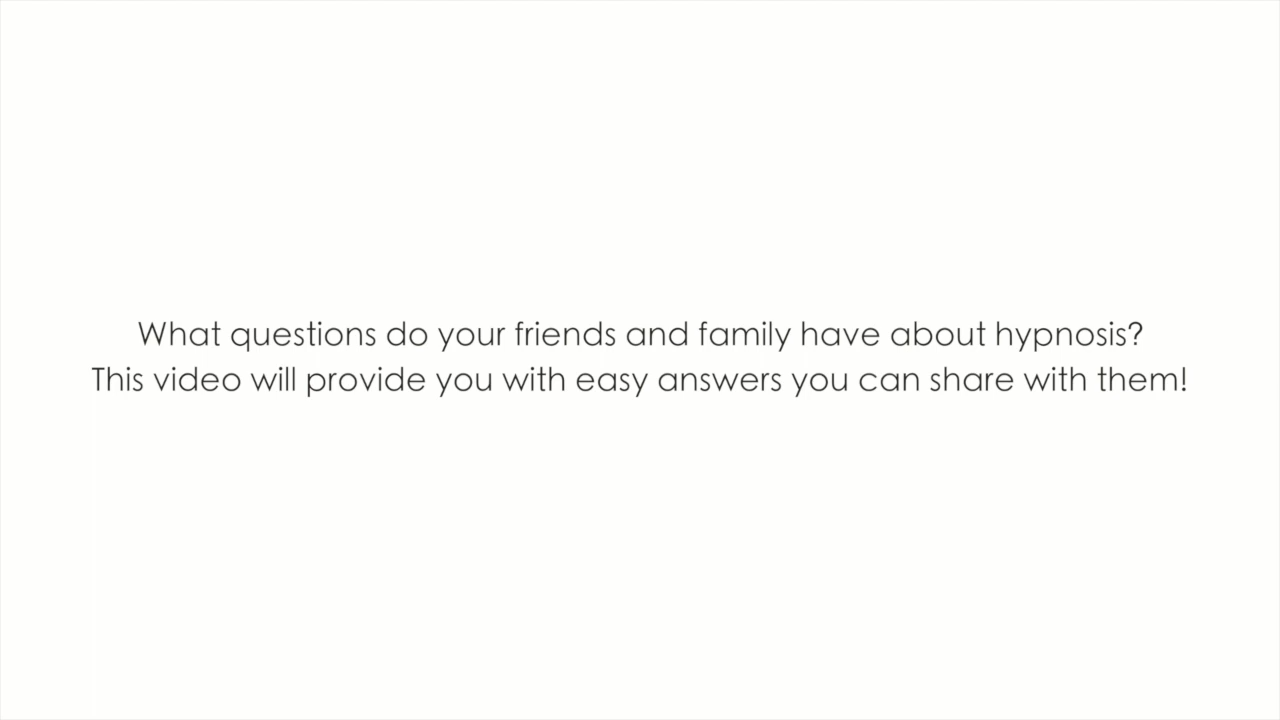 What questions do your friends and family have about hypnosis?
This video will provide you with easy answers you can share with them!